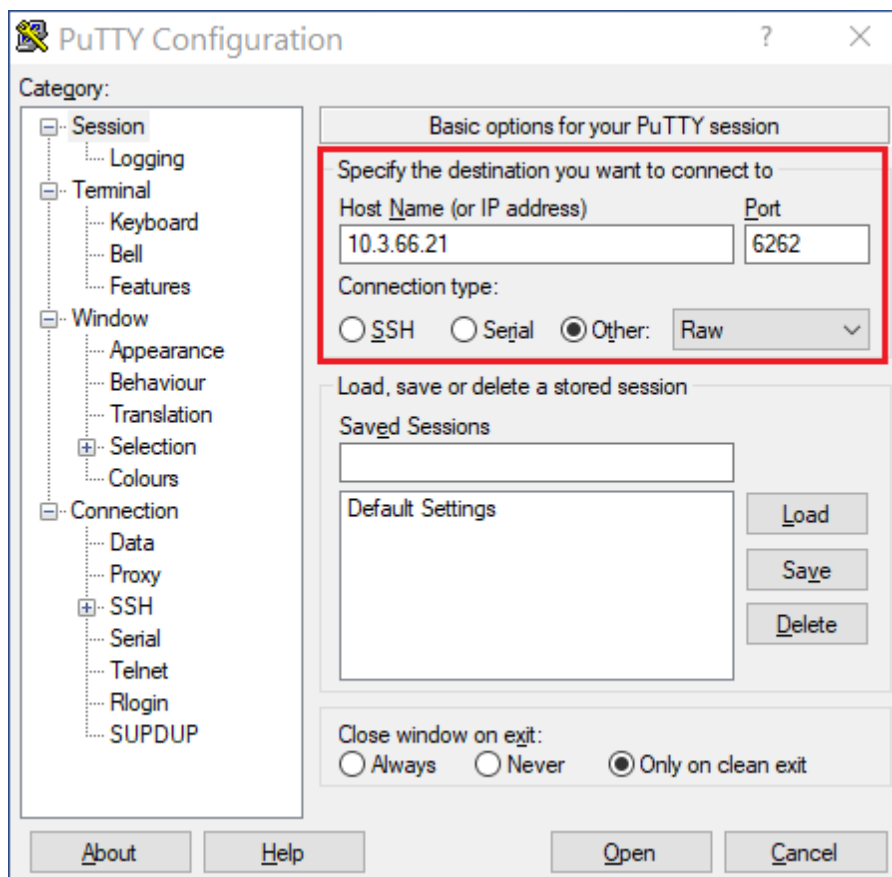 PuTTY Configuration ? ×
Category:
Session
Logging
Terminal
Keyboard
Bell
Features
Window
Appearance
Behaviour
Translation
Selection
Colours
Connection
Data
Proxy
SSH
Serial
Telnet
Rlogin
SUPDUP
Basic options for your PuTTY session
Specify the destination you want to connect to
Host Name (or IP address) Port
10.3.66.21 6262
Connection type:
SSH Serial Other: Raw
Load, save or delete a stored session
Saved Sessions
Default Settings
Load
Save
Delete
Close window on exit:
Always Never Only on clean exit
About Help Open Cancel